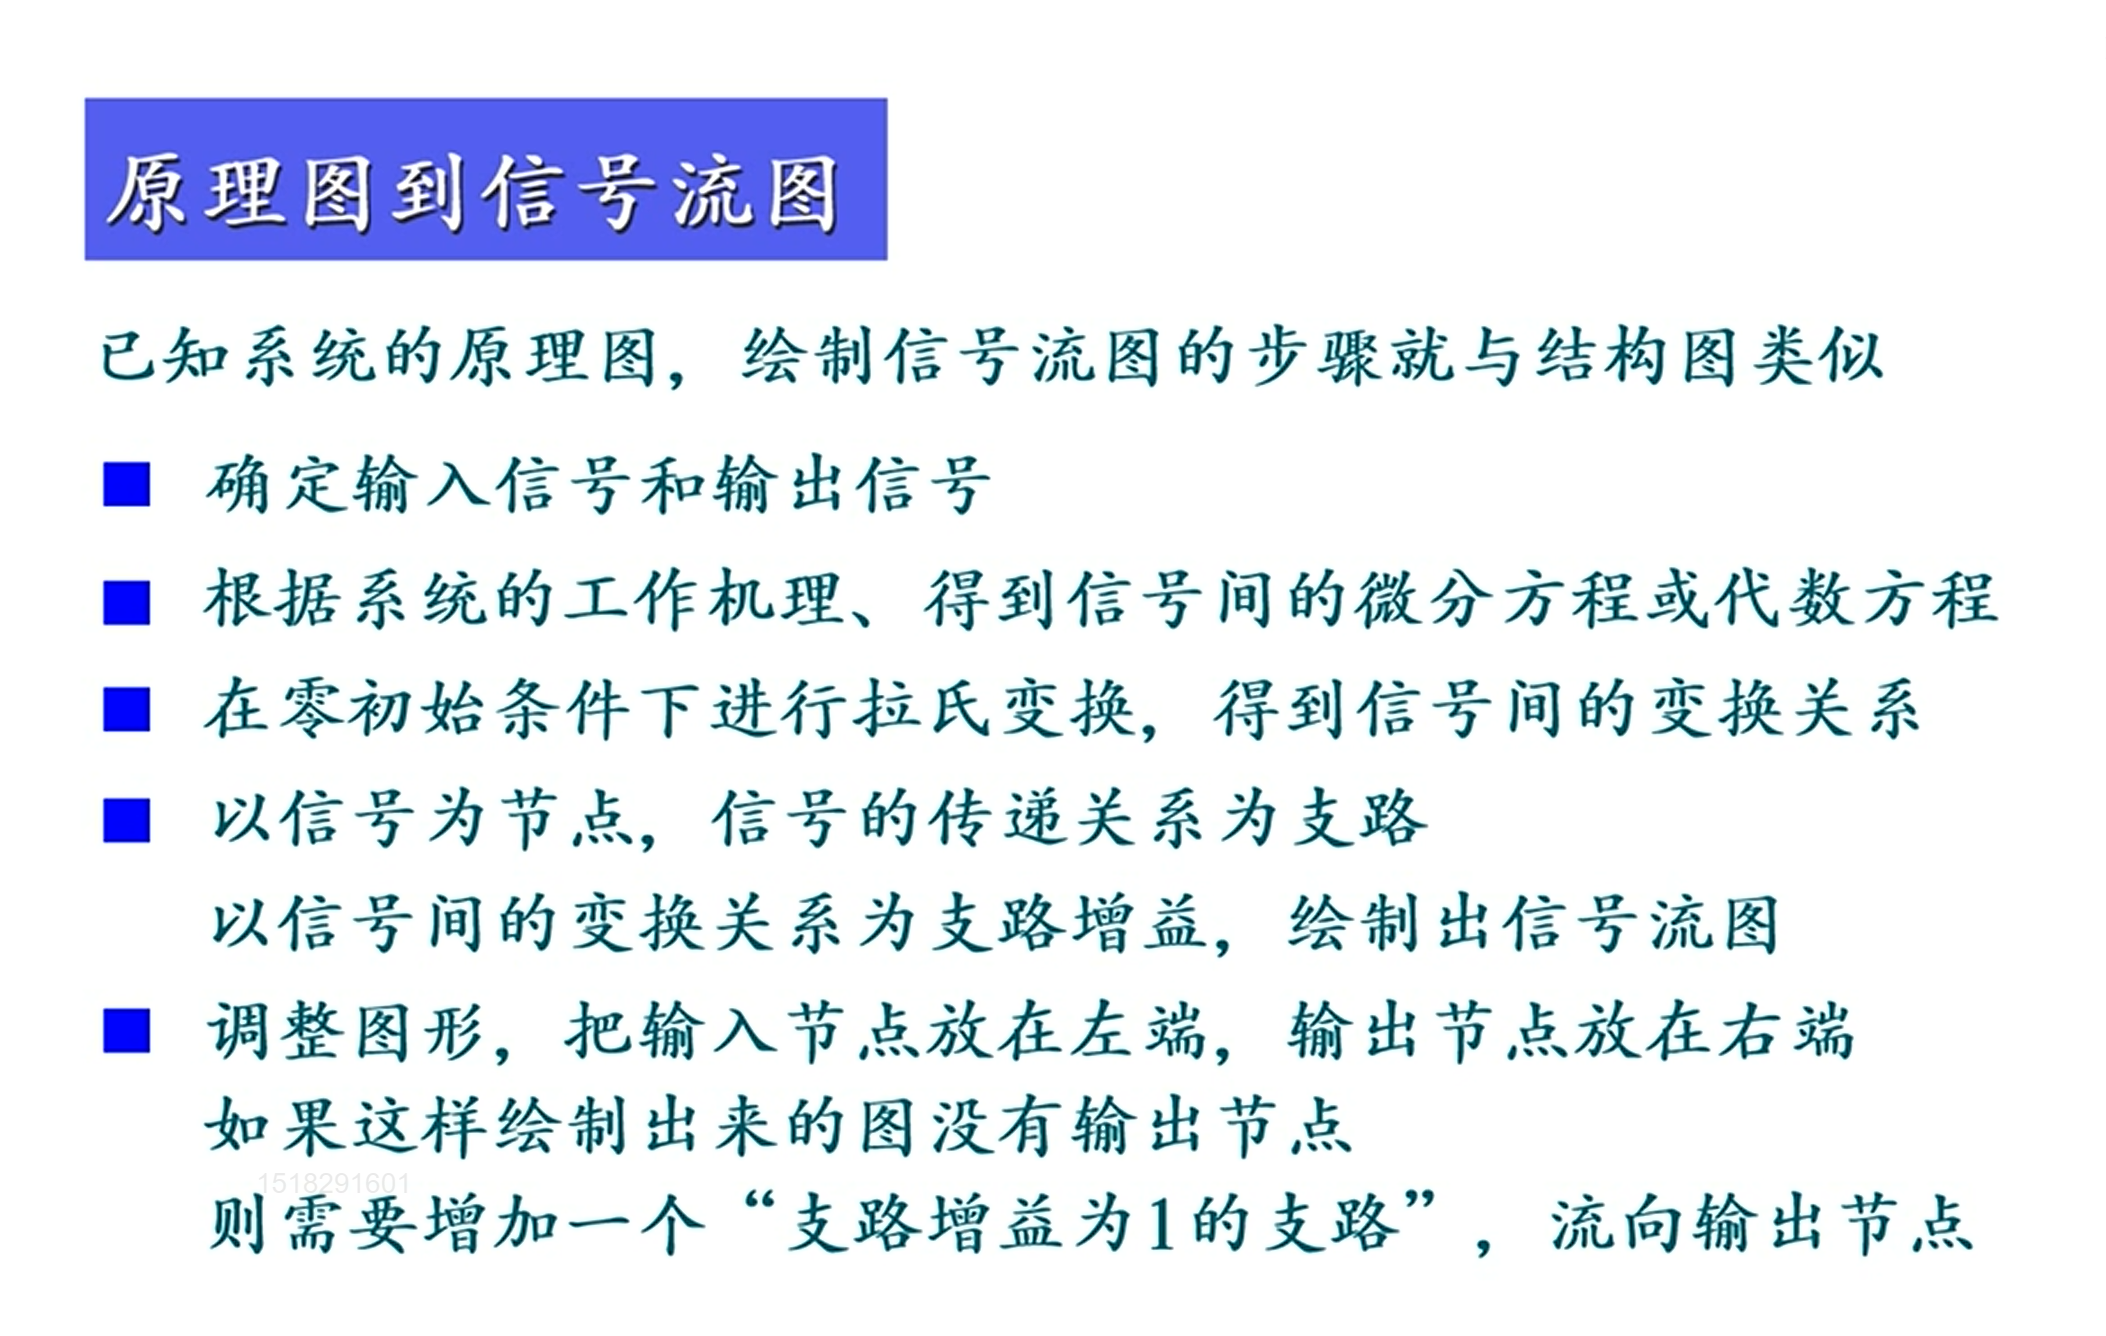 原理图到信号流图
已知系统的原理图，绘制信号流图的步骤就与结构图类似
■ 确定输入信号和输出信号
■ 根据系统的工作机理、得到信号间的微分方程或代数方程
■ 在零初始条件下进行拉氏变换，得到信号间的变换关系
■ 以信号为节点，信号的传递关系为支路
以信号间的变换关系为支路增益，绘制出信号流图
■ 调整图形，把输入节点放在左端，输出节点放在右端
如果这样绘制出来的图没有输出节点
1518291601
则需要增加一个“支路增益为1的支路”，流向输出节点